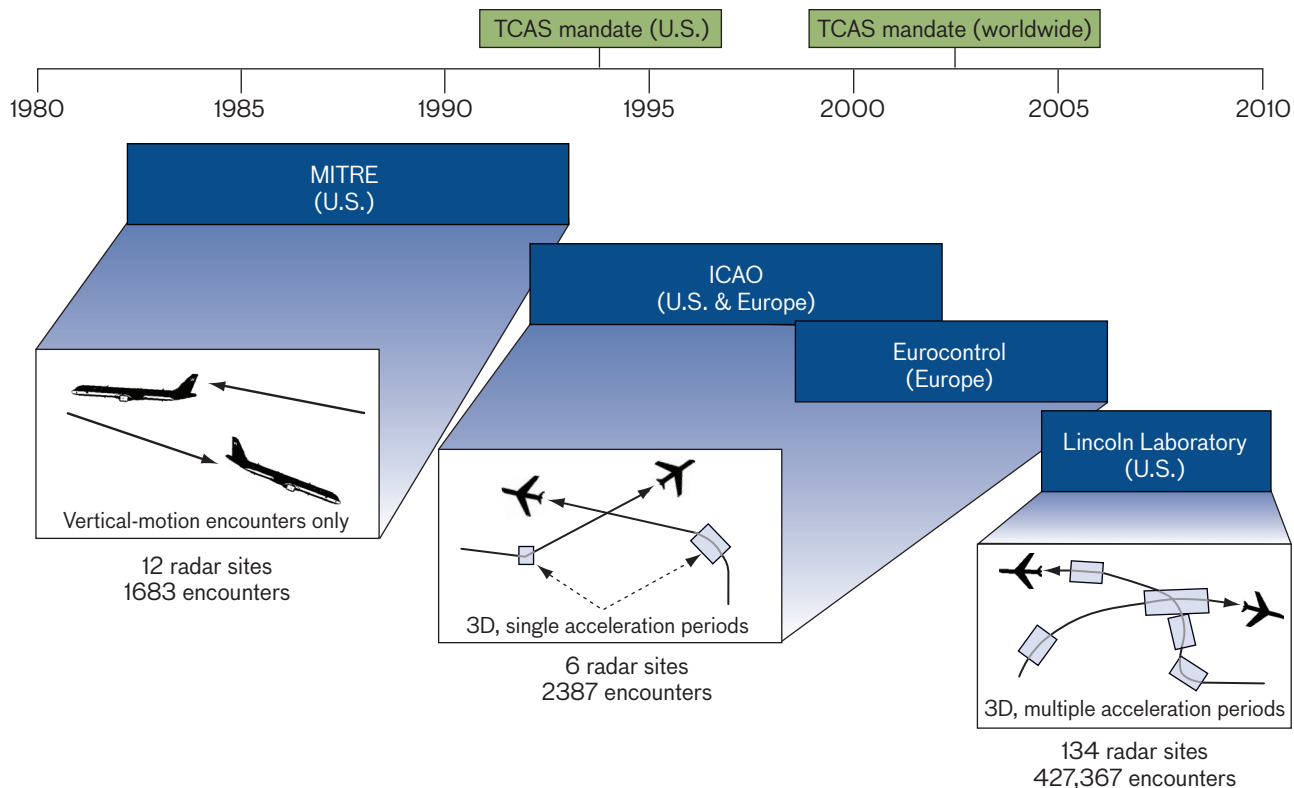 TCAS mandate (U.S.)
TCAS mandate (worldwide)
1980
1985
1990
1995
2000
2005
2010
MITRE
(U.S.)
ICAO
(U.S. & Europe)
Eurocontrol
(Europe)
Lincoln Laboratory
(U.S.)
Vertical-motion encounters only
12 radar sites
1683 encounters
3D, single acceleration periods
6 radar sites
2387 encounters
3D, multiple acceleration periods
134 radar sites
427,367 encounters